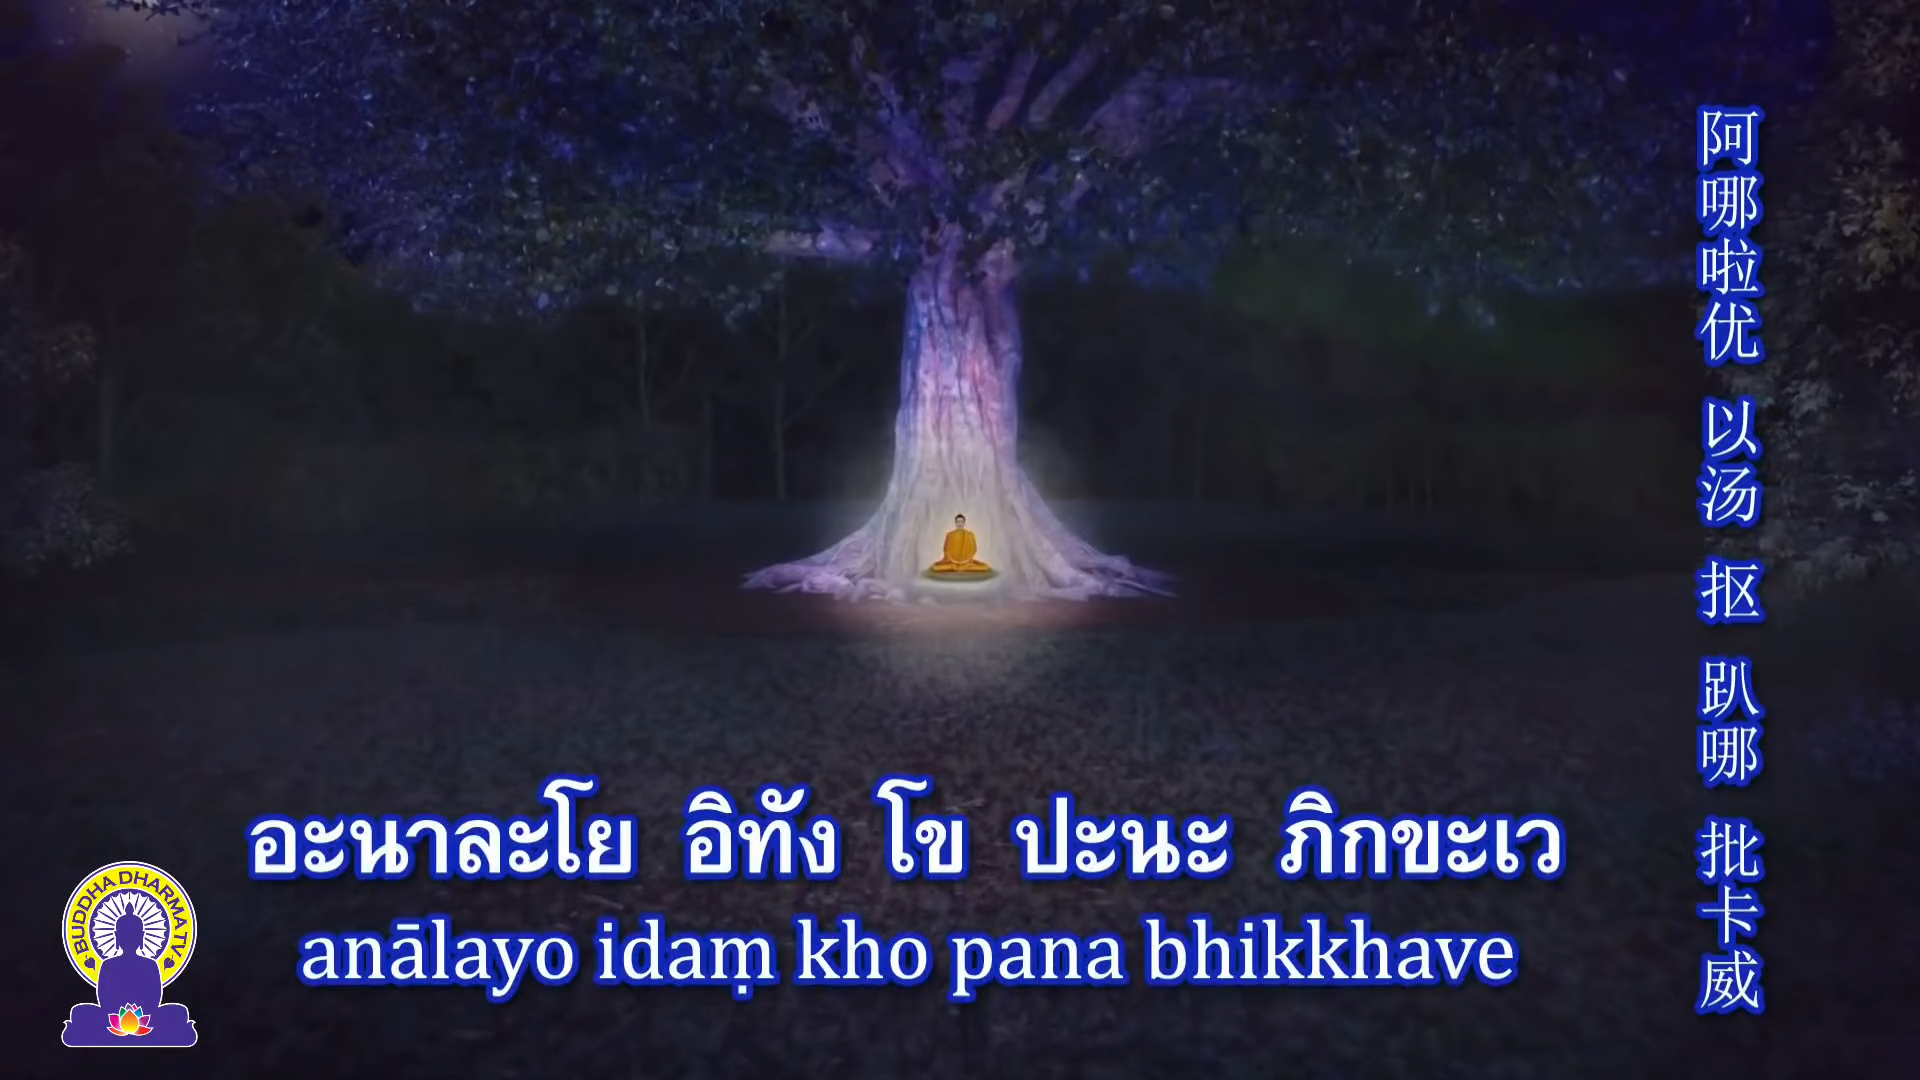 อะนาละโย อิทัง โข ปะนะ ภิกขะเว
anālayo idaṃ kho pana bhikkhave
阿哪啦优 以汤 抠 趴哪 批卡威
BUDDHA DHARMA TV